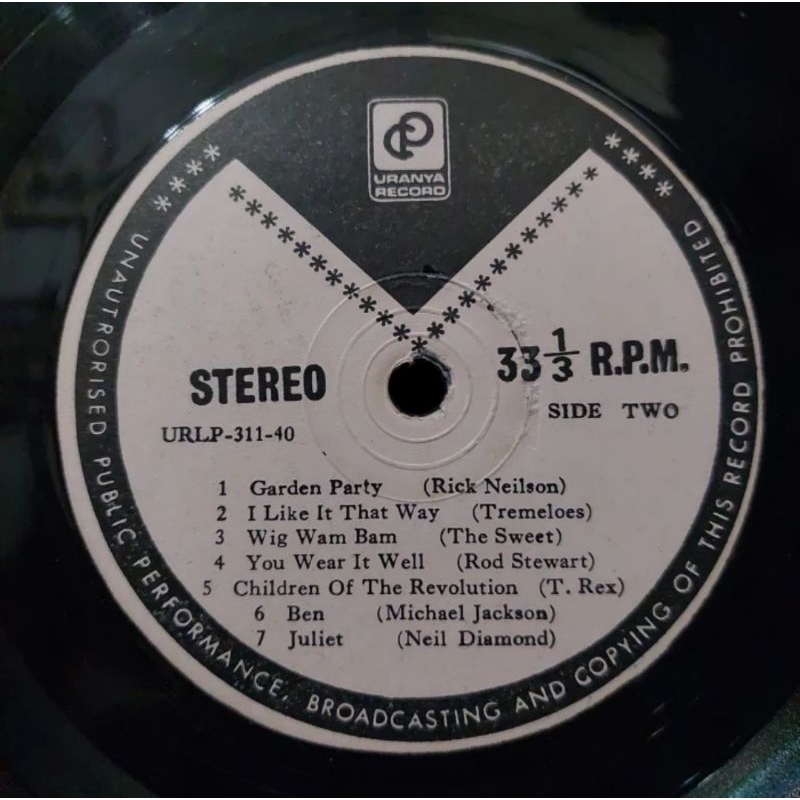 URANYA
RECORD
STEREO
33 1/3 R.P.M.
URLP-311-40
SIDE TWO
1 Garden Party (Rick Neilson)
2 I Like It That Way (Tremeloes)
3 Wig Wam Bam (The Sweet)
4 You Wear It Well (Rod Stewart)
5 Children Of The Revolution (T. Rex)
6 Ben (Michael Jackson)
7 Juliet (Neil Diamond)
**** UNAUTRORISED PUBLIC PERFORMANCE, BROADCASTING AND COPYING OF THIS RECORD PROHIBITED ****